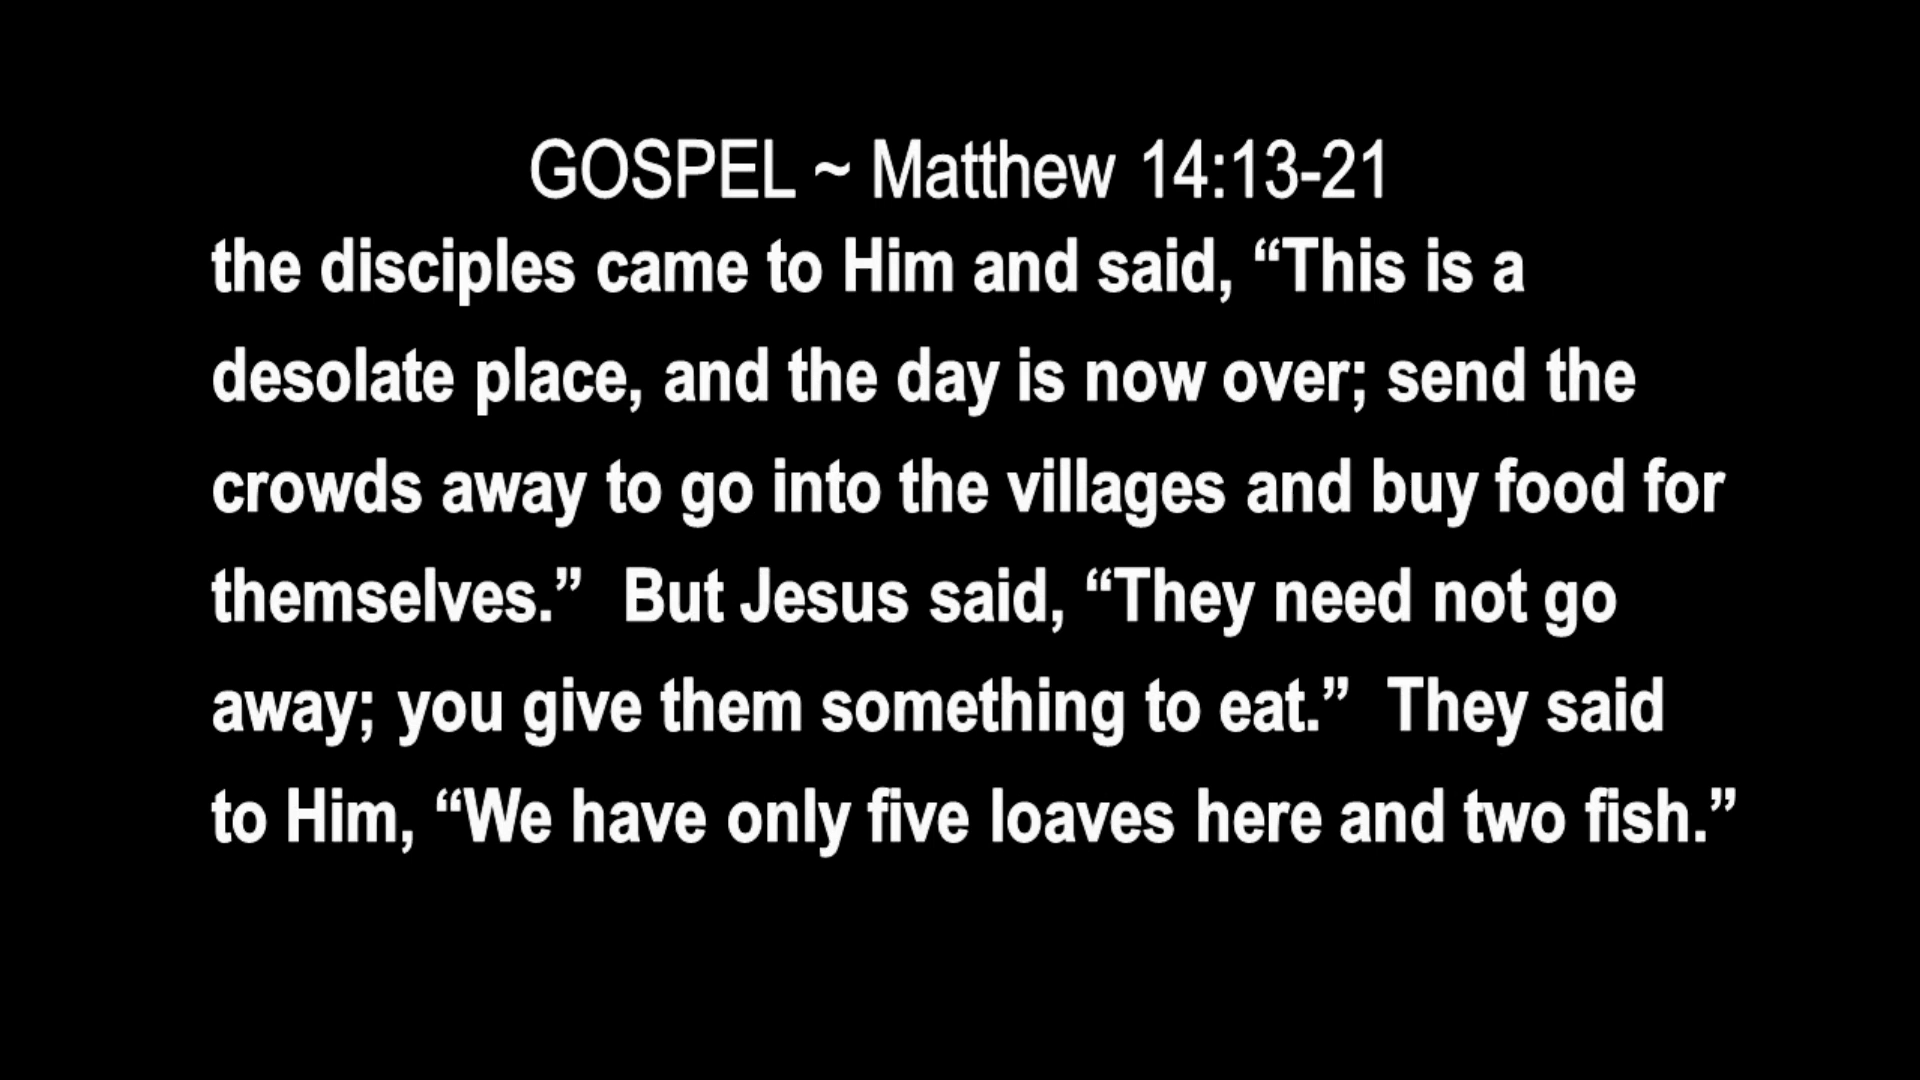 GOSPEL ~ Matthew 14:13-21
the disciples came to Him and said, “This is a
desolate place, and the day is now over; send the
crowds away to go into the villages and buy food for
themselves.”  But Jesus said, “They need not go
away; you give them something to eat.”  They said
to Him, “We have only five loaves here and two fish.”